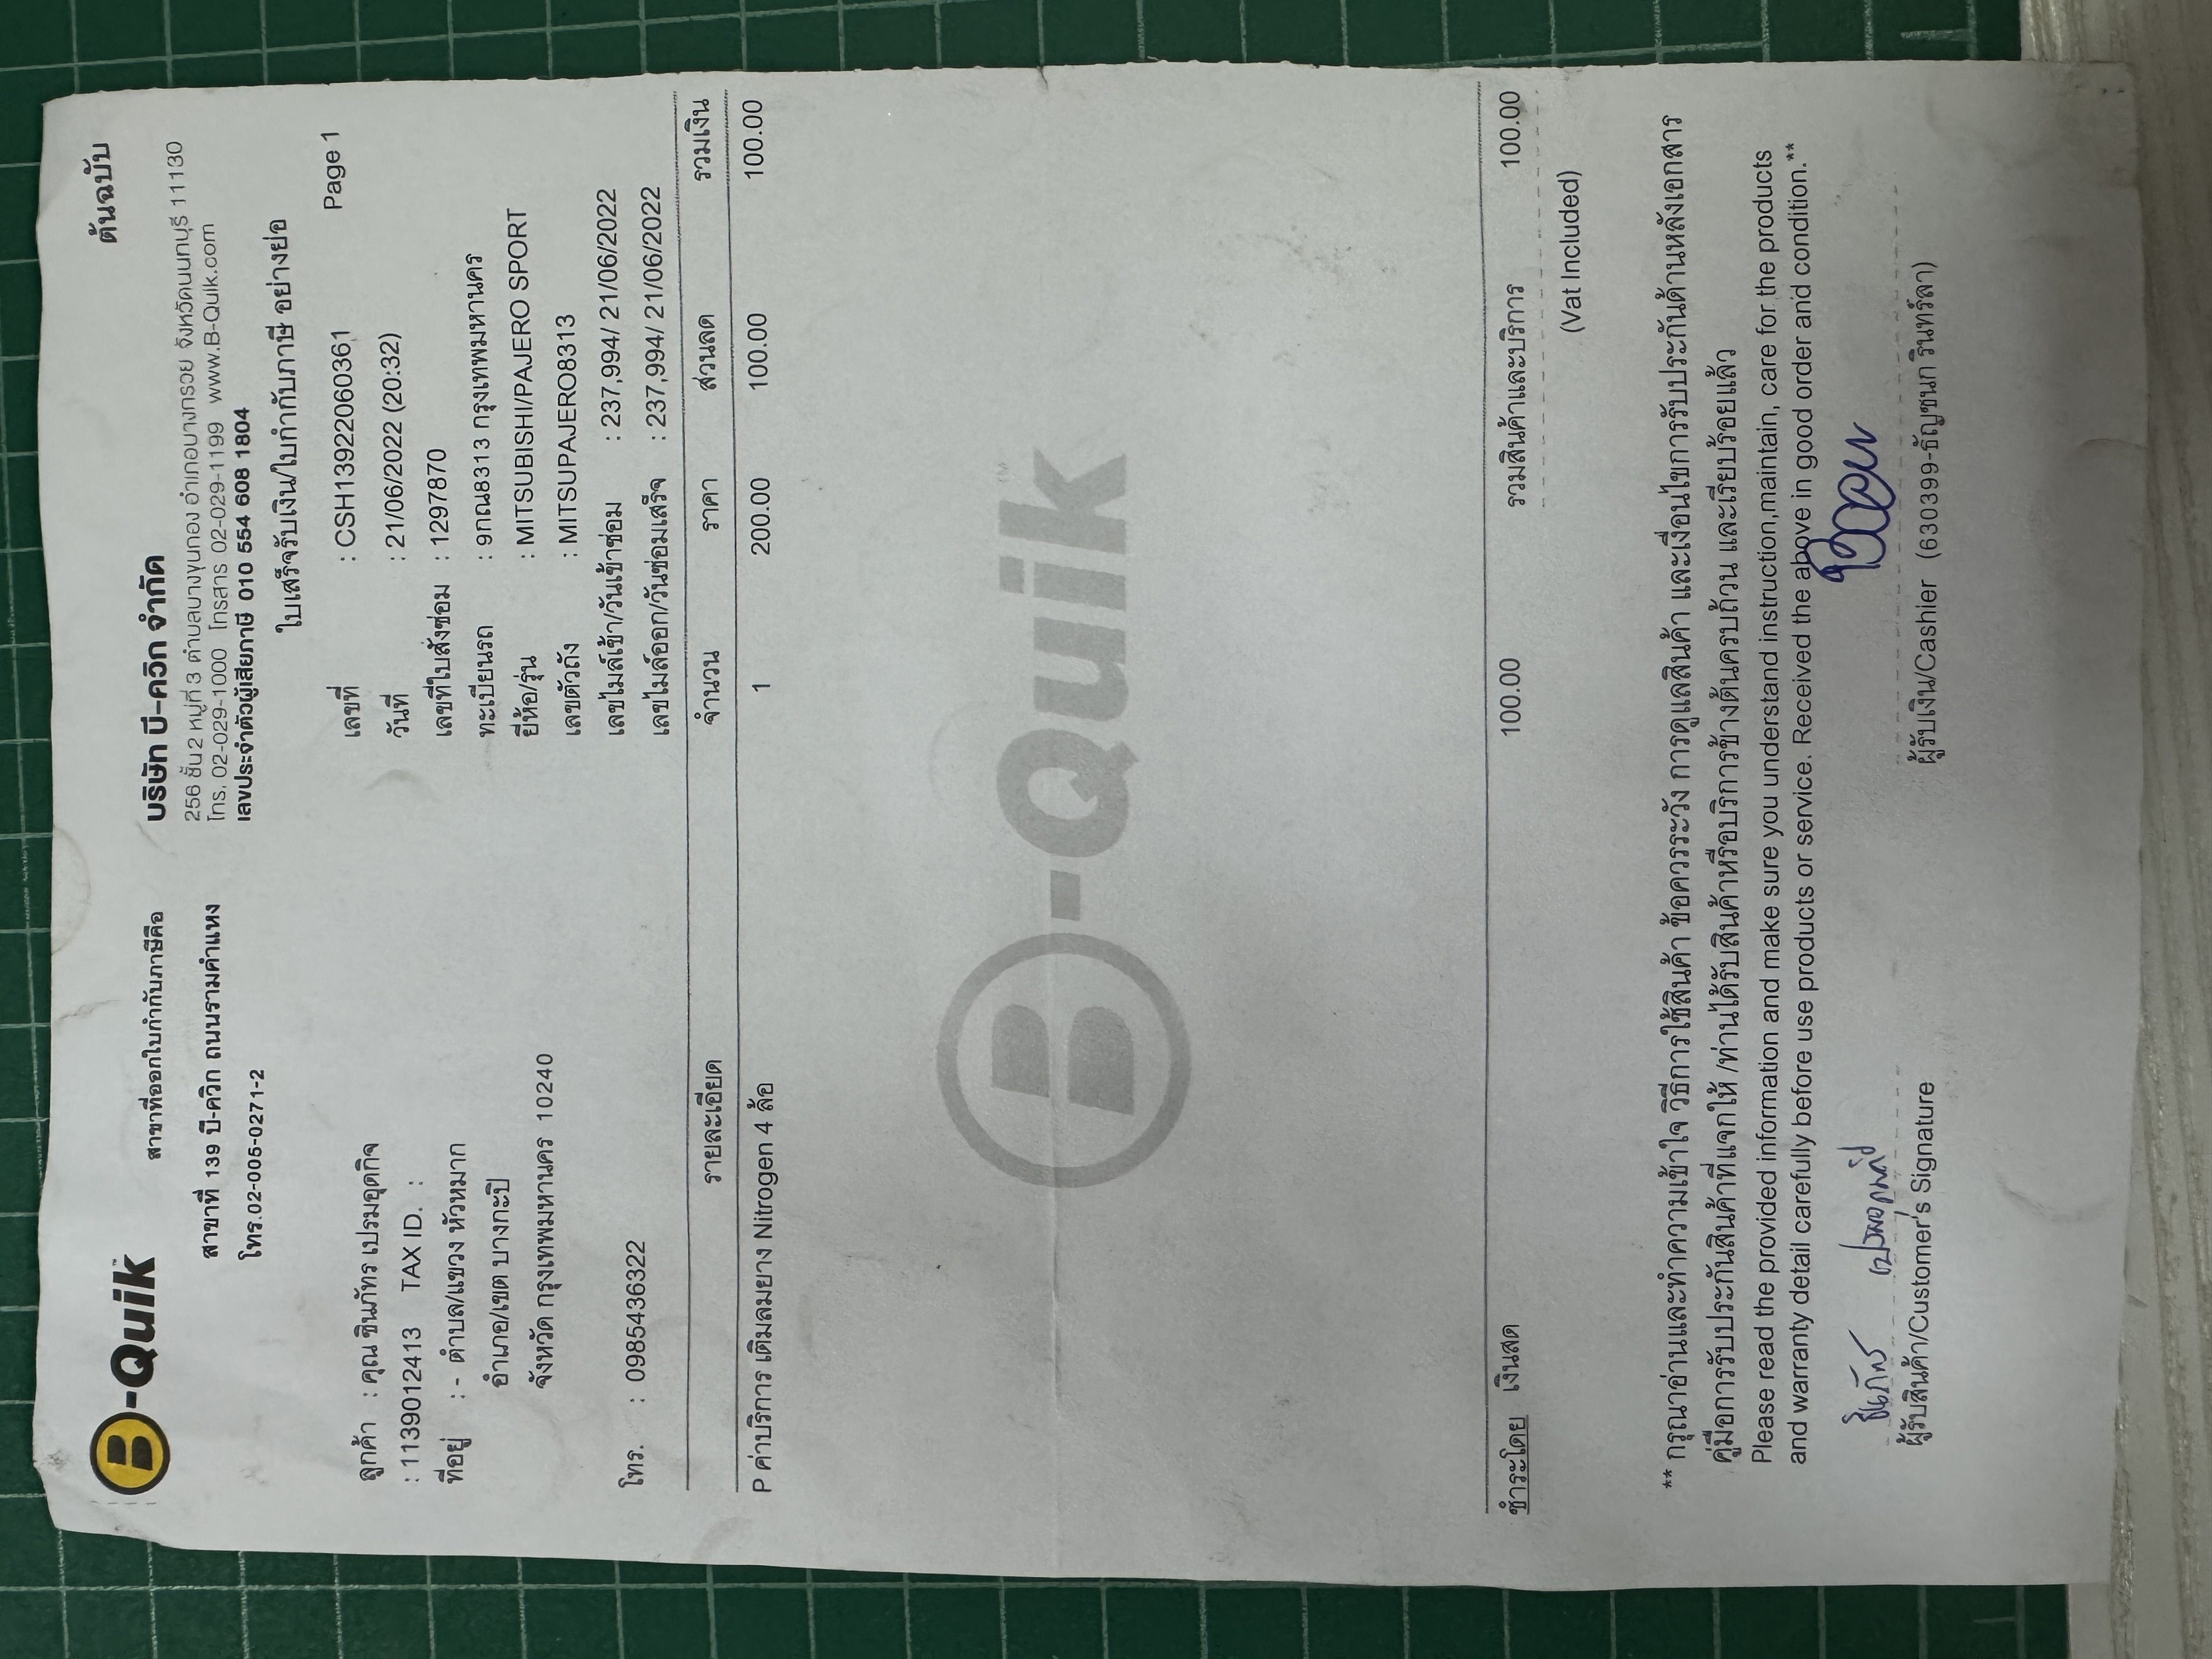 B-Quik
ต้นฉบับ
สาขาที่ออกใบกำกับภาษีคือ
สาขาที่ 139 บี-ควิก ถนนรามคำแหง
โทร.02-005-0271-2
บริษัท บี-ควิก จำกัด
256 ชั้น 2 หมู่ที่ 3 ตำบลบางขุนกอง อำเภอบางกรวย จังหวัดนนทบุรี 11130
โทร. 02-029-1000 โทรสาร 02-029-1199 www.B-Quik.com
เลขประจำตัวผู้เสียภาษี 010 554 608 1804
ใบเสร็จรับเงิน/ใบกำกับภาษี อย่างย่อ
Page 1
ลูกค้า : คุณ ชินภัทร เปรมอุดกิจ
: 1139012413 TAX ID. :
ที่อยู่ : - ตำบล/แขวง หัวหมาก
อำเภอ/เขต บางกะปิ
จังหวัด กรุงเทพมหานคร 10240
โทร. : 0985436322
เลขที่ : CSH13922060361
วันที่ : 21/06/2022 (20:32)
เลขที่ใบสั่งซ่อม : 1297870
ทะเบียนรถ : 9กณ8313 กรุงเทพมหานคร
ยี่ห้อ/รุ่น : MITSUBISHI/PAJERO SPORT
เลขตัวถัง : MITSUPAJERO8313
เลขไมล์เข้า/วันเข้าซ่อม : 237,994/ 21/06/2022
เลขไมล์ออก/วันซ่อมเสร็จ : 237,994/ 21/06/2022
รายละเอียด จำนวน ราคา ส่วนลด รวมเงิน
P ค่าบริการ เติมลมยาง Nitrogen 4 ล้อ 1 200.00 100.00 100.00
B-Quik
ชำระโดย เงินสด 100.00 รวมสินค้าและบริการ 100.00
(Vat Included)
** กรุณาอ่านและทำความเข้าใจ วิธีการใช้สินค้า ข้อควรระวัง การดูแลสินค้า และเงื่อนไขการรับประกันด้านหลังเอกสาร
คู่มือการรับประกันสินค้าที่แจกให้ /ท่านได้รับสินค้าหรือบริการข้างต้นครบถ้วน และเรียบร้อยแล้ว
Please read the provided information and make sure you understand instruction,maintain, care for the products
and warranty detail carefully before use products or service. Received the above in good order and condition.**
ชินภัทร
ผู้รับสินค้า/Customer's Signature
ผู้รับเงิน/Cashier (630399-ธัญชนก รินทร์ลา)